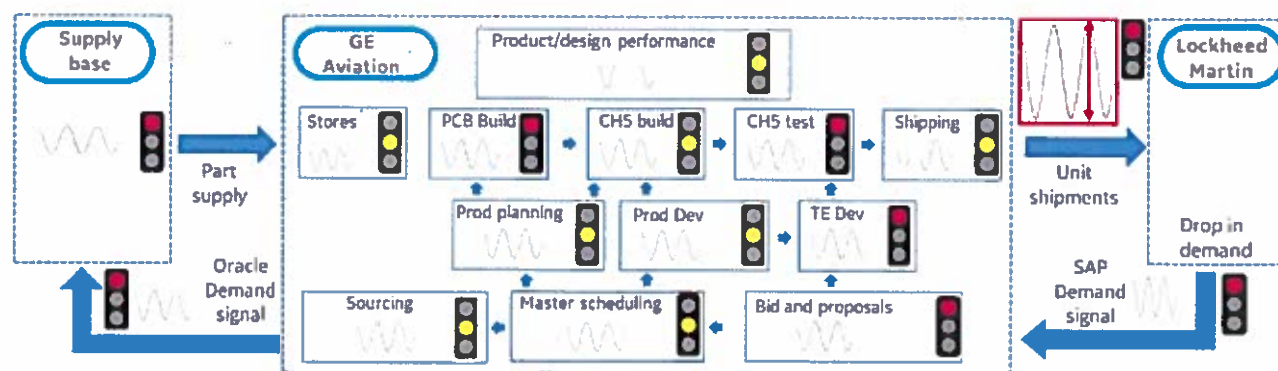 Supply
base
GE
Aviation
Product/design performance
Lockheed
Martin
Stores
PCB Build
CH5 build
CH5 test
Shipping
Part
supply
Unit
shipments
Prod planning
Prod Dev
TE Dev
Drop in
demand
Oracle
Demand
signal
Sourcing
Master scheduling
Bid and proposals
SAP
Demand
signal